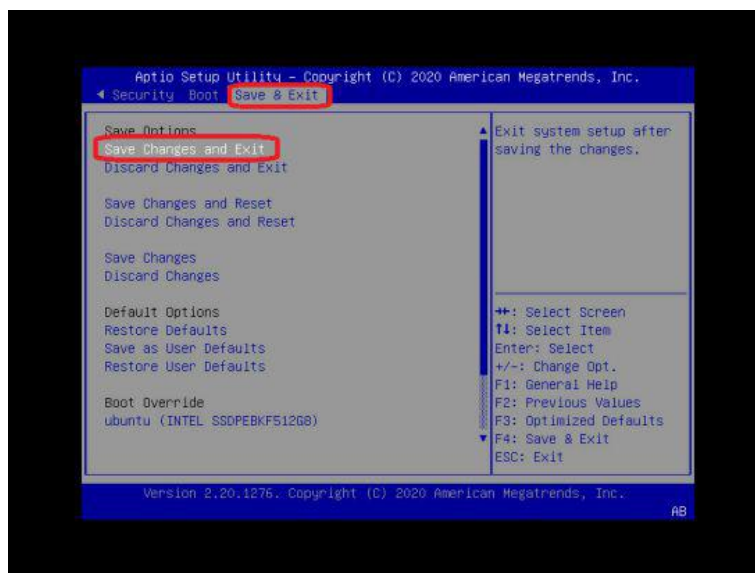 Aptio Setup Utility – Copyright (C) 2020 American Megatrends, Inc.
Security Boot Save & Exit
Save Options
Save Changes and Exit
Discard Changes and Exit
Save Changes and Reset
Discard Changes and Reset
Save Changes
Discard Changes
Default Options
Restore Defaults
Save as User Defaults
Restore User Defaults
Boot Override
ubuntu (INTEL SSDPEBKF512G8)
Exit system setup after
saving the changes.
→←: Select Screen
↑↓: Select Item
Enter: Select
+/-: Change Opt.
F1: General Help
F2: Previous Values
F3: Optimized Defaults
F4: Save & Exit
ESC: Exit
Version 2.20.1276. Copyright (C) 2020 American Megatrends, Inc.
AB